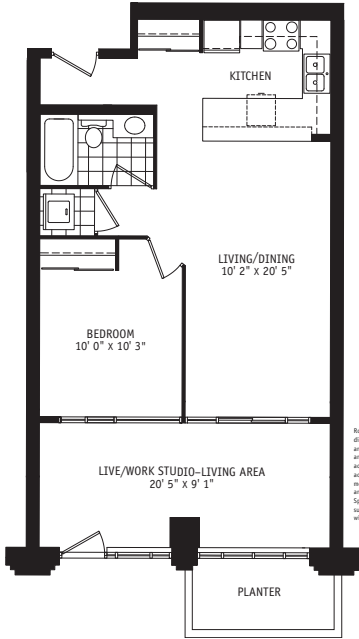 KITCHEN
LIVING/DINING
10' 2" x 20' 5"
BEDROOM
10' 0" x 10' 3"
LIVE/WORK STUDIO-LIVING AREA
20' 5" x 9' 1"
PLANTER